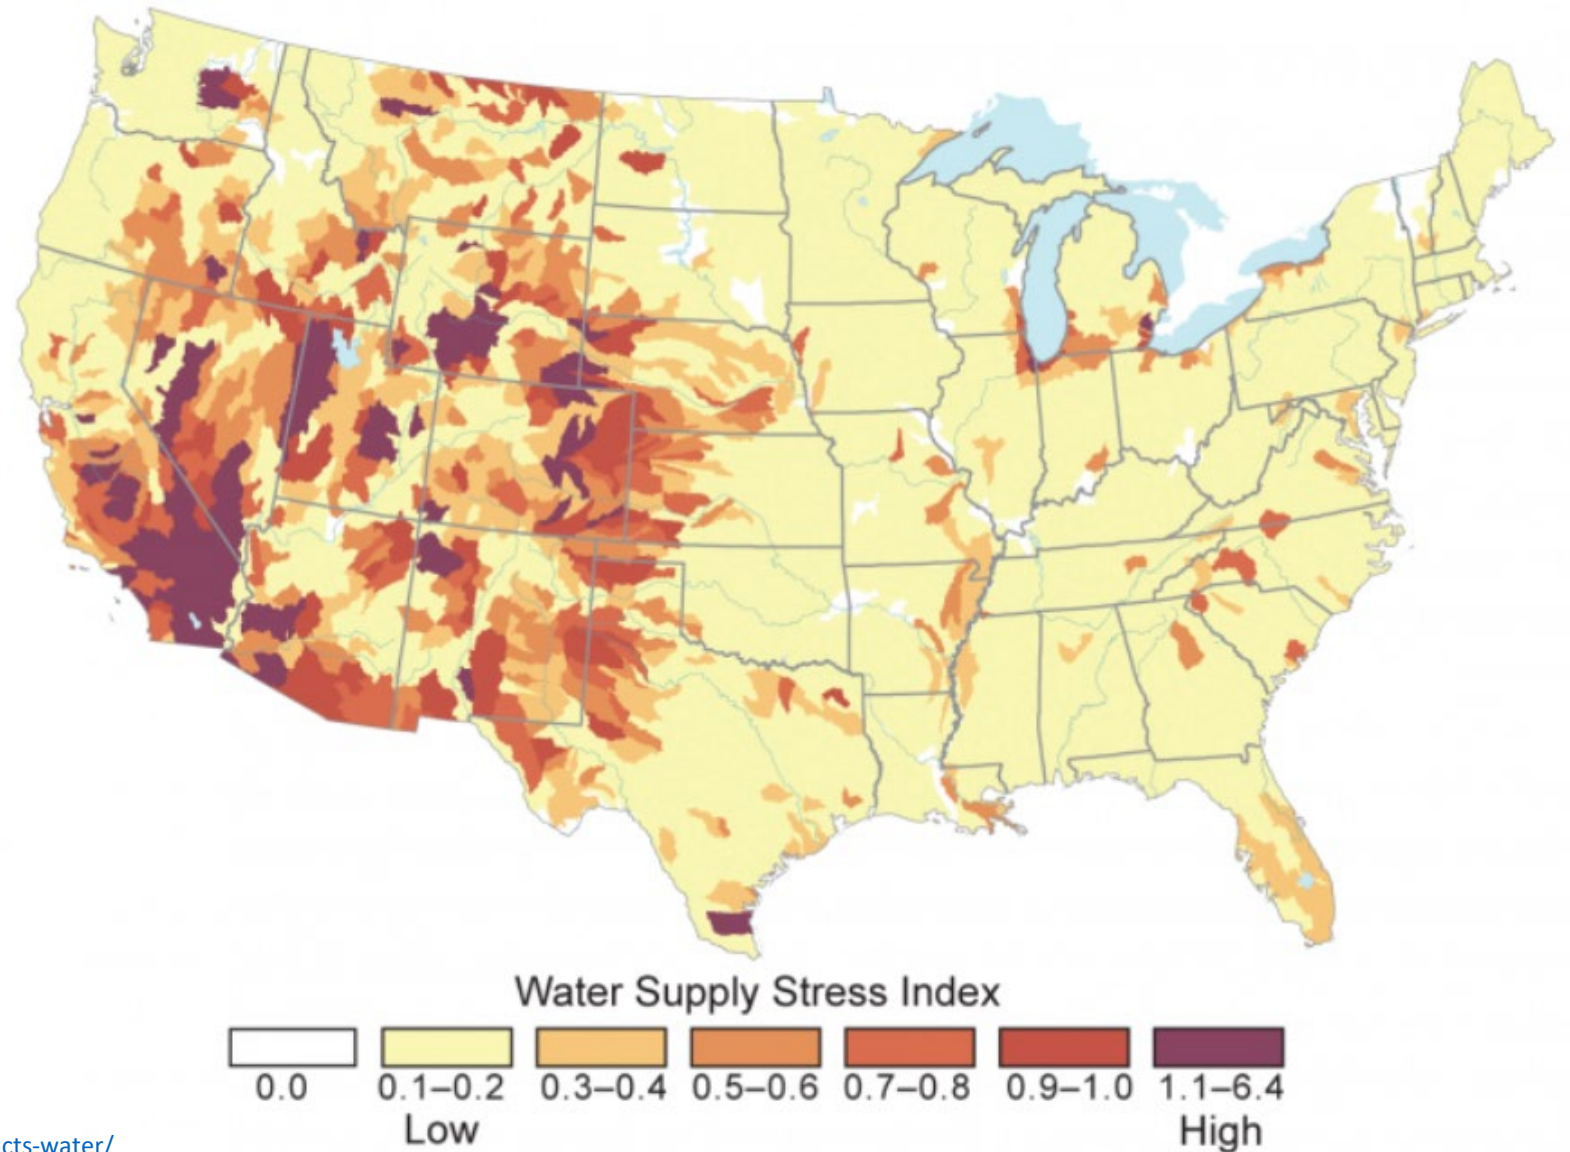 Water Supply Stress Index
0.0 0.1–0.2 0.3–0.4 0.5–0.6 0.7–0.8 0.9–1.0 1.1–6.4
Low High
cts-water/